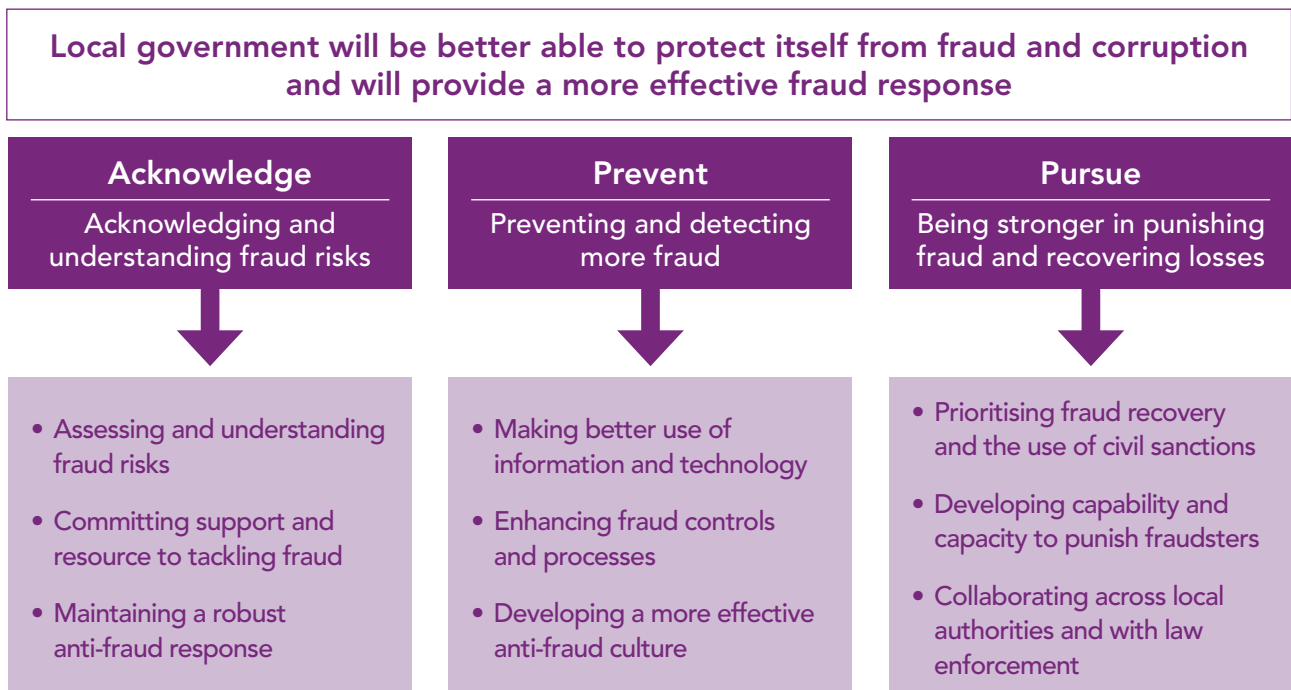 Local government will be better able to protect itself from fraud and corruption
and will provide a more effective fraud response
Acknowledge
Acknowledging and
understanding fraud risks
• Assessing and understanding
fraud risks
• Committing support and
resource to tackling fraud
• Maintaining a robust
anti-fraud response
Prevent
Preventing and detecting
more fraud
• Making better use of
information and technology
• Enhancing fraud controls
and processes
• Developing a more effective
anti-fraud culture
Pursue
Being stronger in punishing
fraud and recovering losses
• Prioritising fraud recovery
and the use of civil sanctions
• Developing capability and
capacity to punish fraudsters
• Collaborating across local
authorities and with law
enforcement